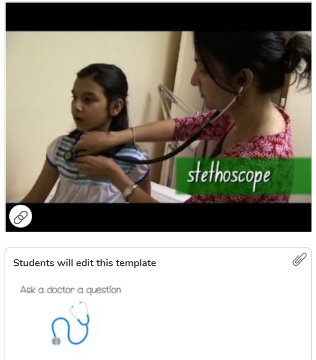 stethoscope
Students will edit this template
Ask a doctor a question